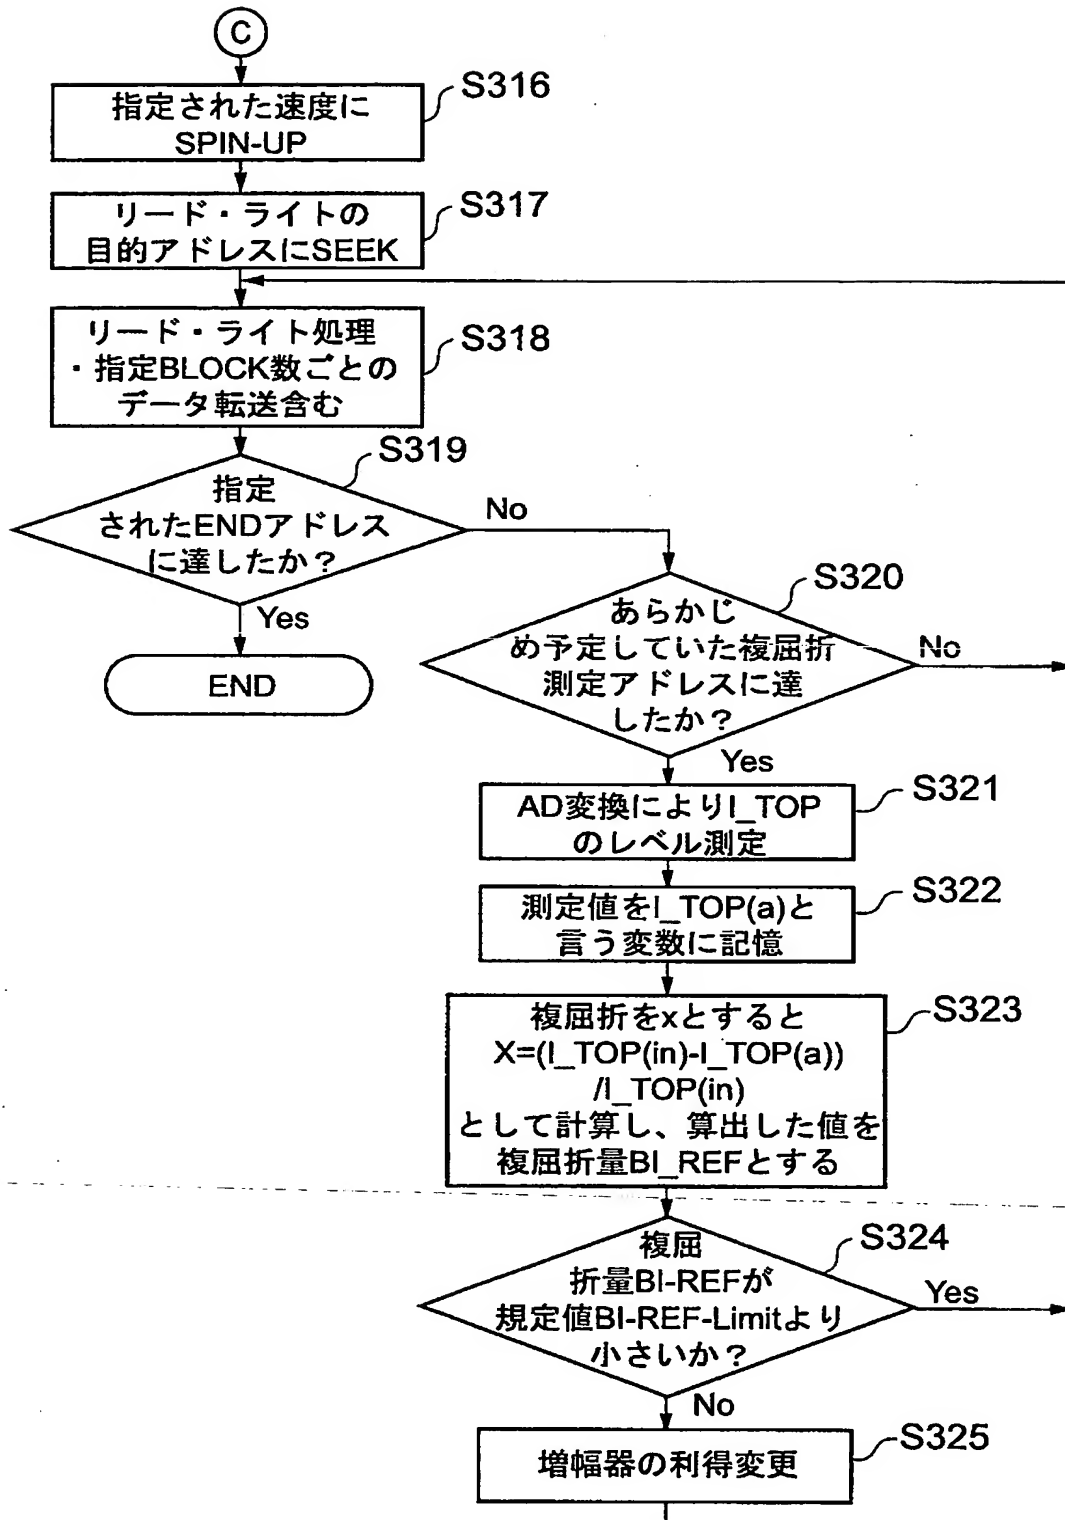 C
S316
指定された速度に
SPIN-UP
S317
リード・ライトの
目的アドレスにSEEK
S318
リード・ライト処理
・指定BLOCK数ごとの
データ転送含む
S319
指定
されたENDアドレス
に達したか？
No
Yes
END
S320
あらかじ
め予定していた複屈折
測定アドレスに達
したか？
No
Yes
S321
AD変換によりI_TOP
のレベル測定
S322
測定値をI_TOP(a)と
言う変数に記憶
S323
複屈折をxとすると
X=(I_TOP(in)-I_TOP(a))
/I_TOP(in)
として計算し、算出した値を
複屈折量BI_REFとする
S324
複屈
折量BI-REFが
規定値BI-REF-Limitより
小さいか？
Yes
No
S325
増幅器の利得変更